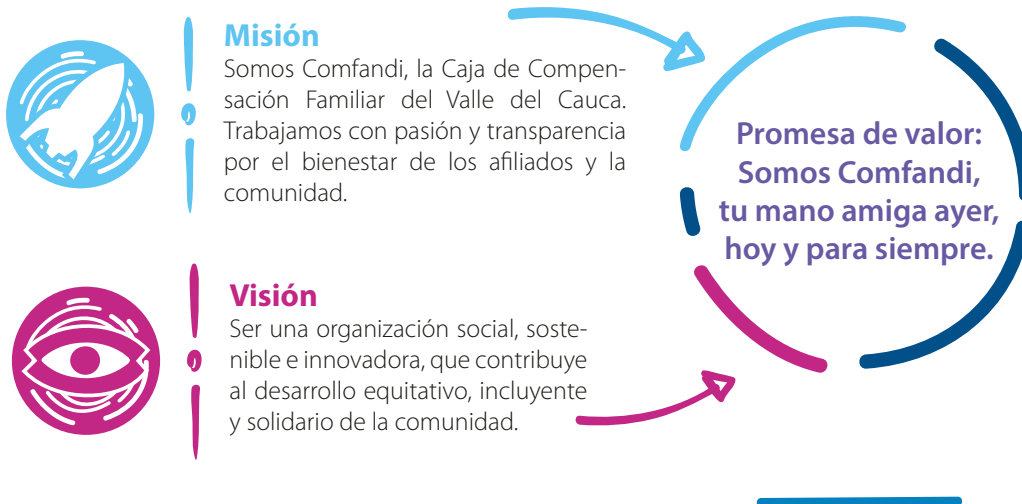 Misión
Somos Comfandi, la Caja de Compen-
sación Familiar del Valle del Cauca.
Trabajamos con pasión y transparencia
por el bienestar de los afiliados y la
comunidad.
Visión
Ser una organización social, soste-
nible e innovadora, que contribuye
al desarrollo equitativo, incluyente
y solidario de la comunidad.
Promesa de valor:
Somos Comfandi,
tu mano amiga ayer,
hoy y para siempre.